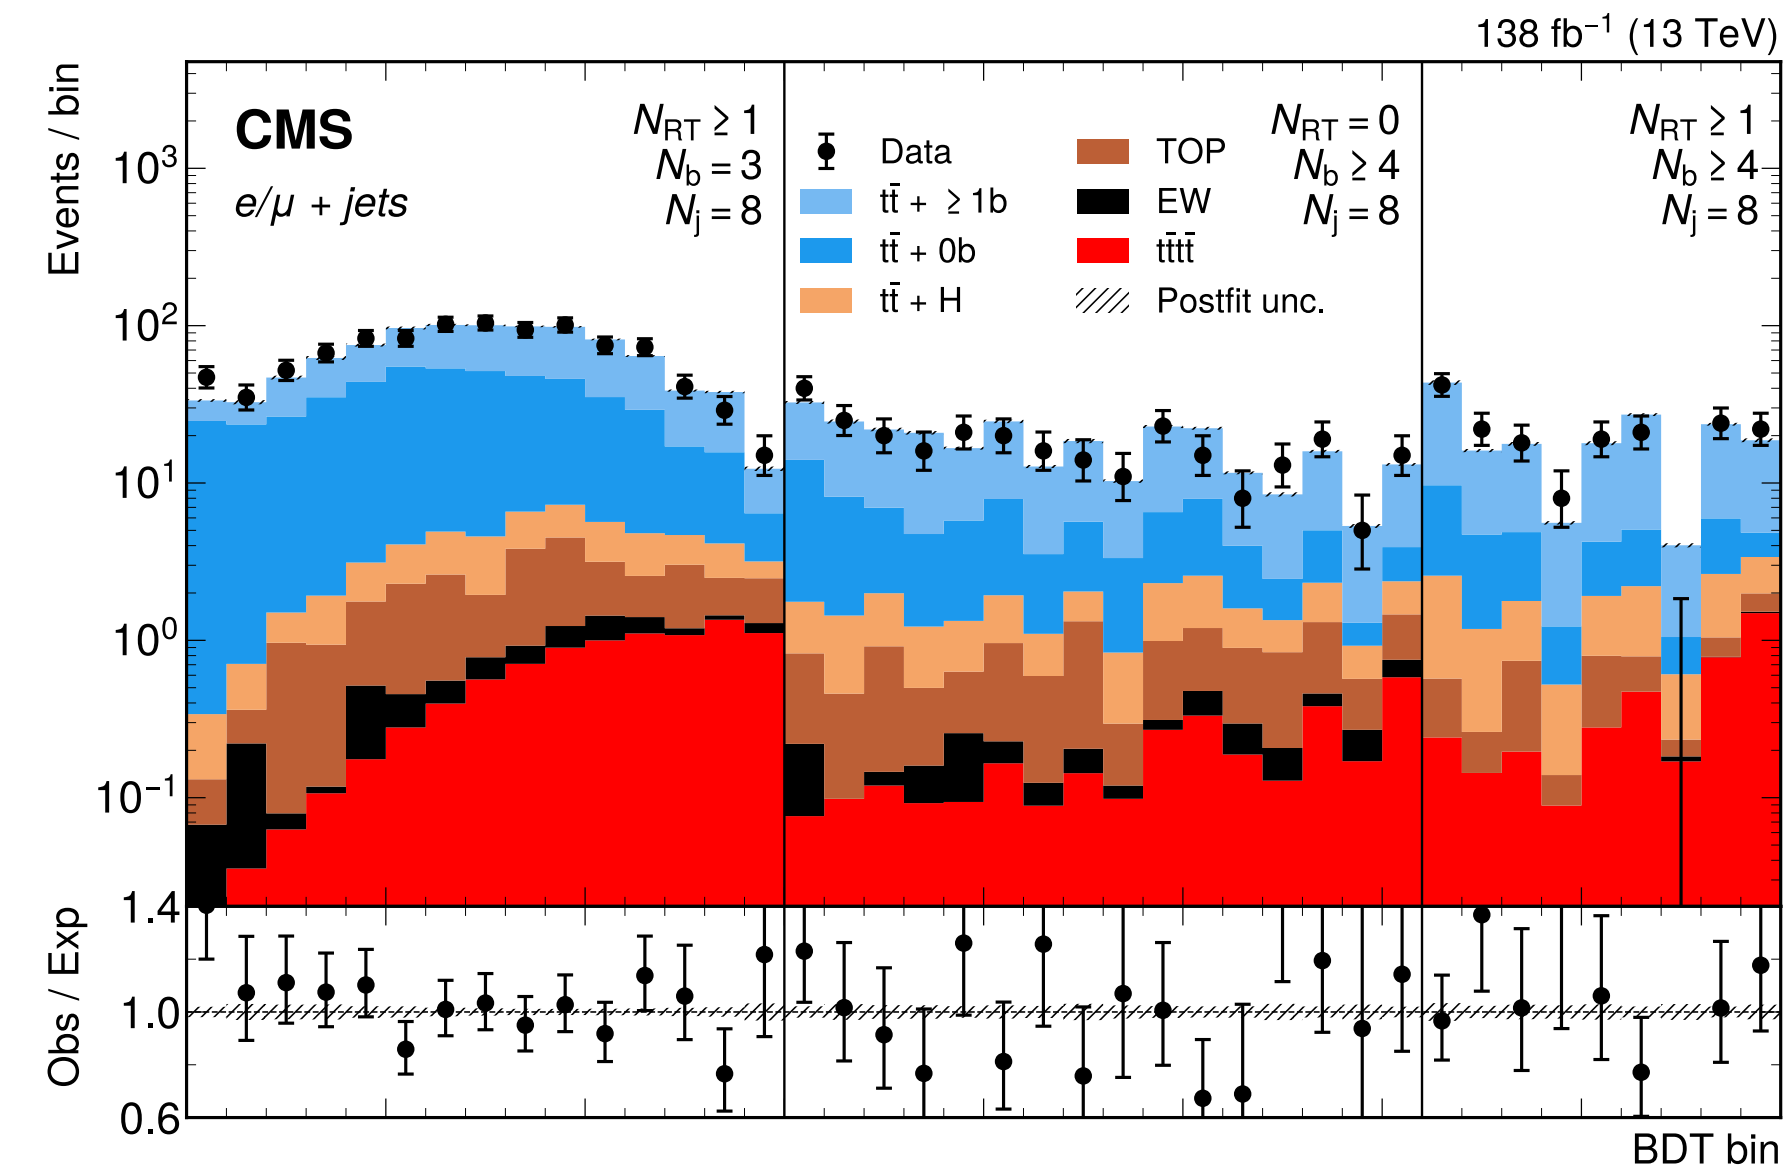 138 fb⁻¹ (13 TeV)
Events / bin
CMS
e/μ + jets
N_RT ≥ 1
N_b = 3
N_j = 8
N_RT = 0
N_b ≥ 4
N_j = 8
N_RT ≥ 1
N_b ≥ 4
N_j = 8
Data
tt̄ + ≥ 1b
tt̄ + 0b
tt̄ + H
TOP
EW
tt̄tt̄
Postfit unc.
10³
10²
10¹
10⁰
10⁻¹
Obs / Exp
1.4
1.0
0.6
BDT bin